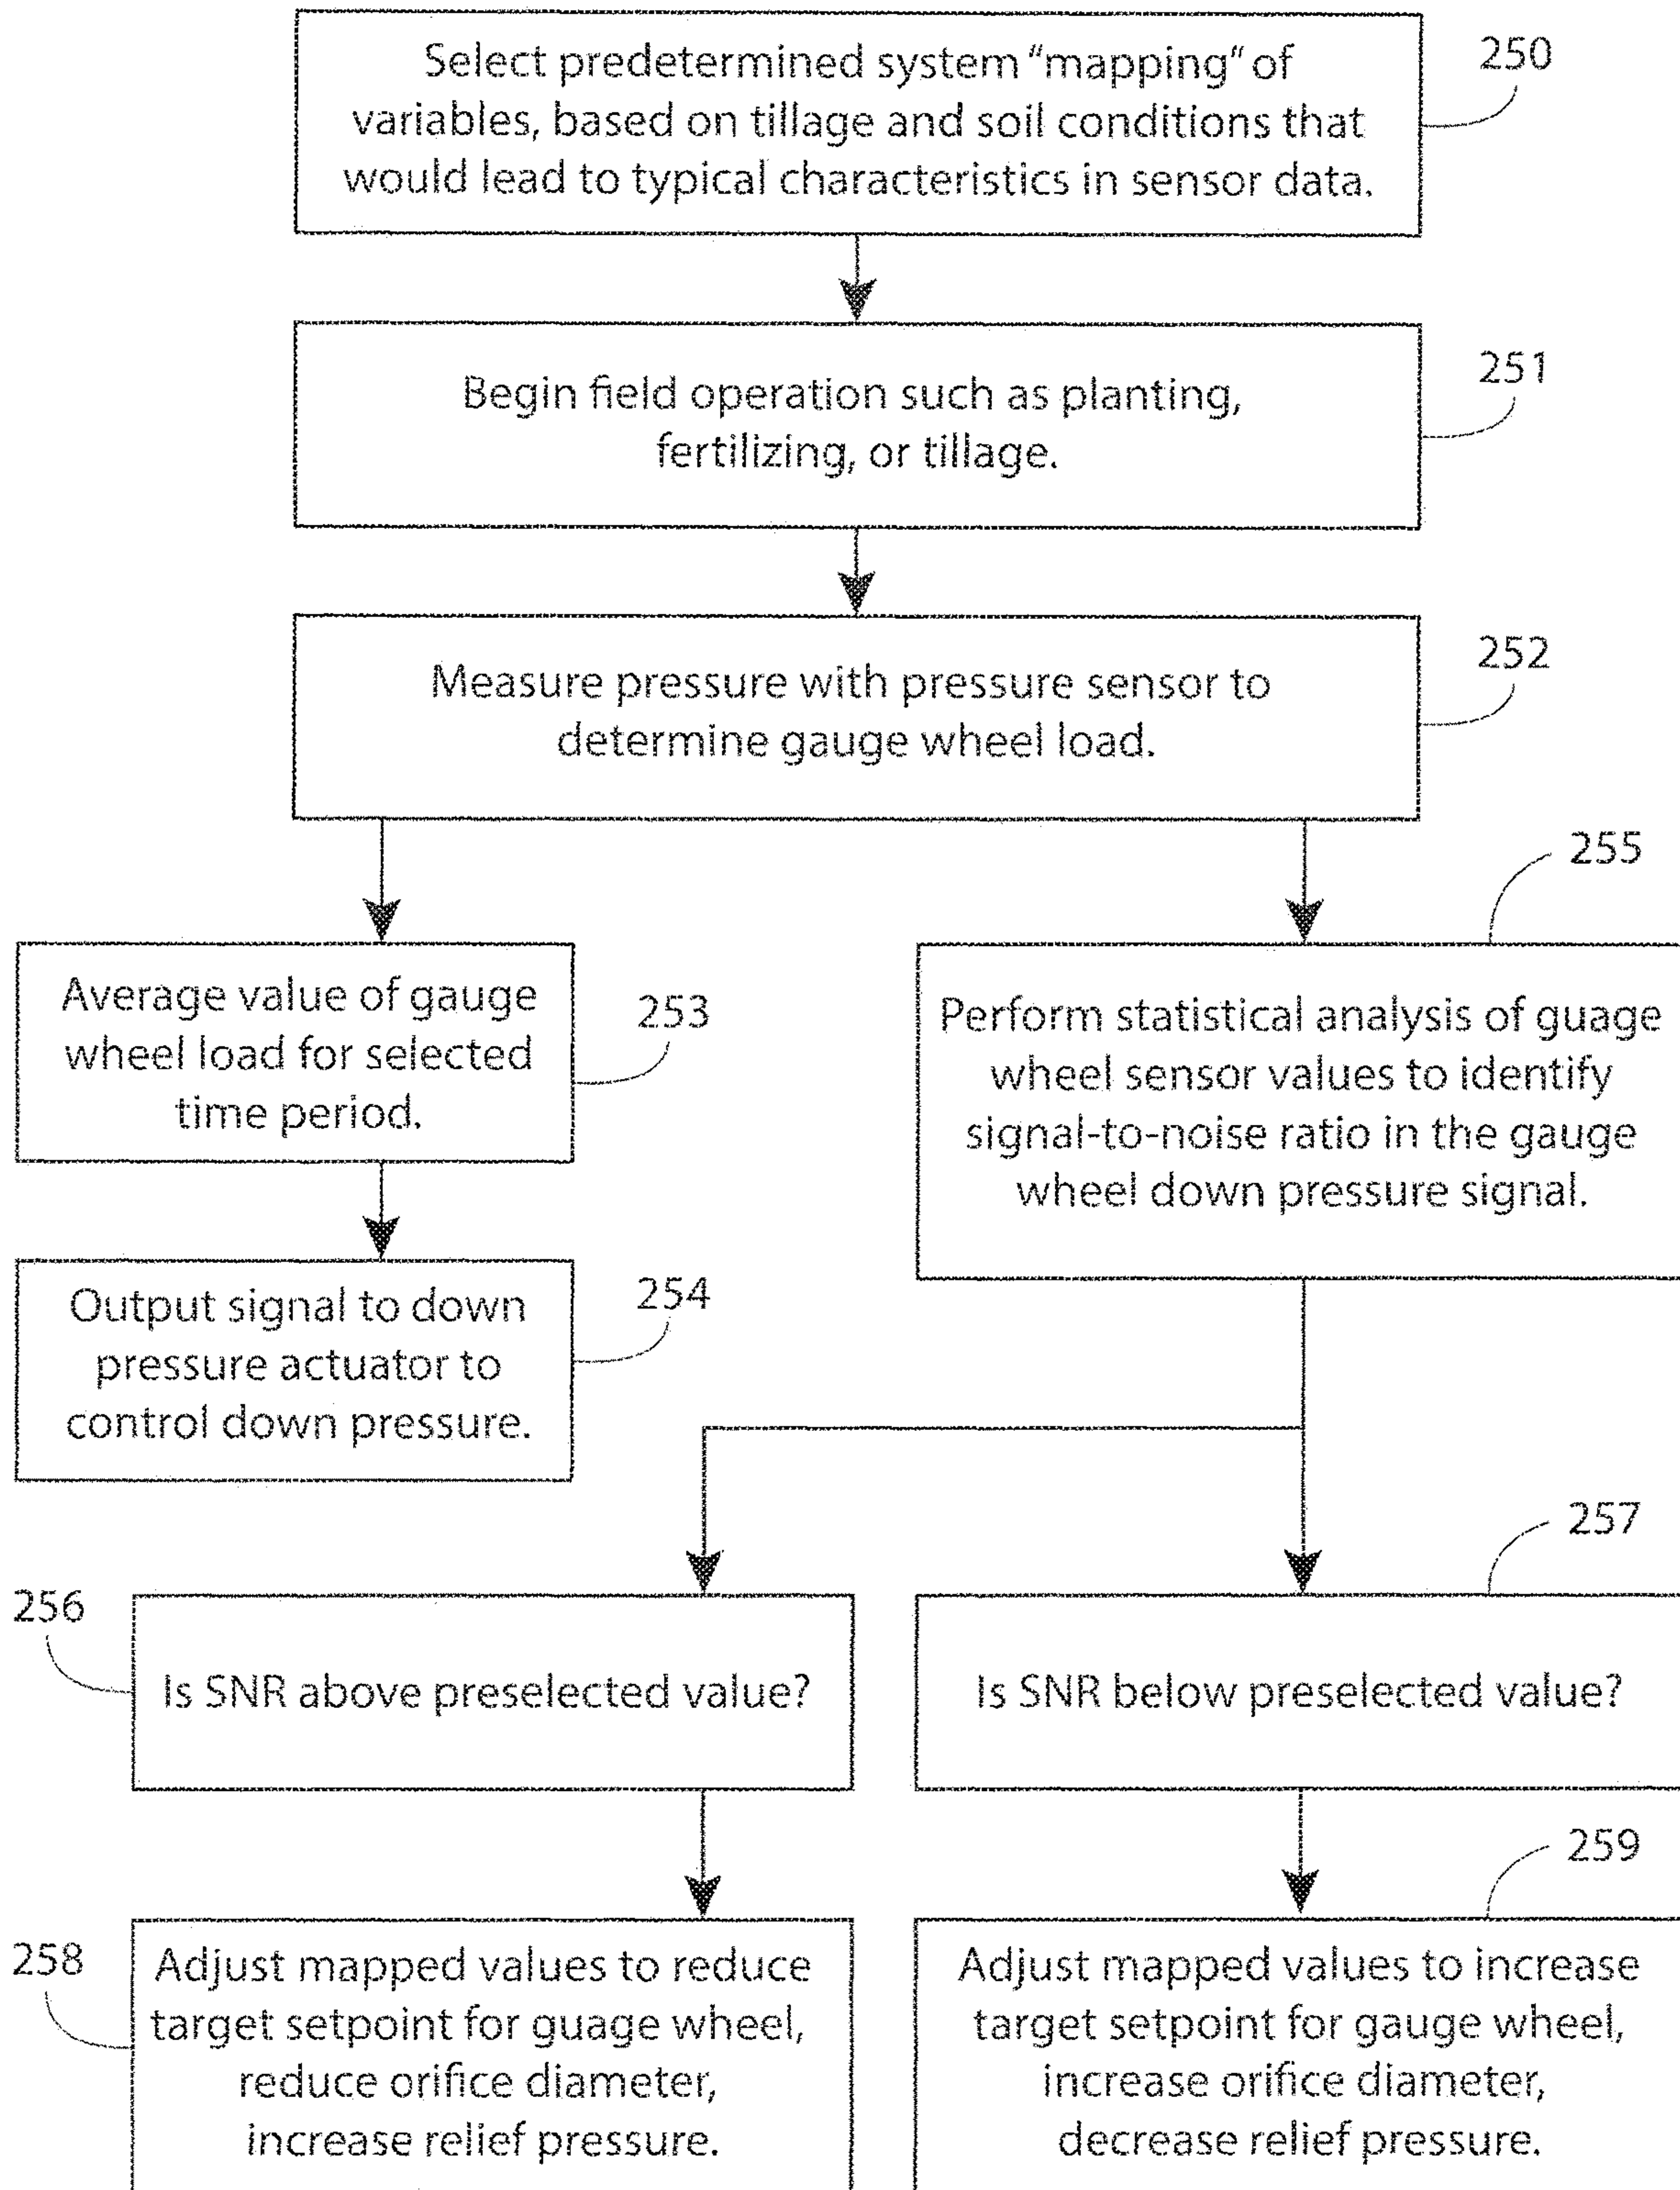 Select predetermined system "mapping" of
variables, based on tillage and soil conditions that
would lead to typical characteristics in sensor data.
250
Begin field operation such as planting,
fertilizing, or tillage.
251
Measure pressure with pressure sensor to
determine gauge wheel load.
252
Average value of gauge
wheel load for selected
time period.
253
Output signal to down
pressure actuator to
control down pressure.
254
255
Perform statistical analysis of guage
wheel sensor values to identify
signal-to-noise ratio in the gauge
wheel down pressure signal.
256
Is SNR above preselected value?
257
Is SNR below preselected value?
258
Adjust mapped values to reduce
target setpoint for guage wheel,
reduce orifice diameter,
increase relief pressure.
259
Adjust mapped values to increase
target setpoint for gauge wheel,
increase orifice diameter,
decrease relief pressure.